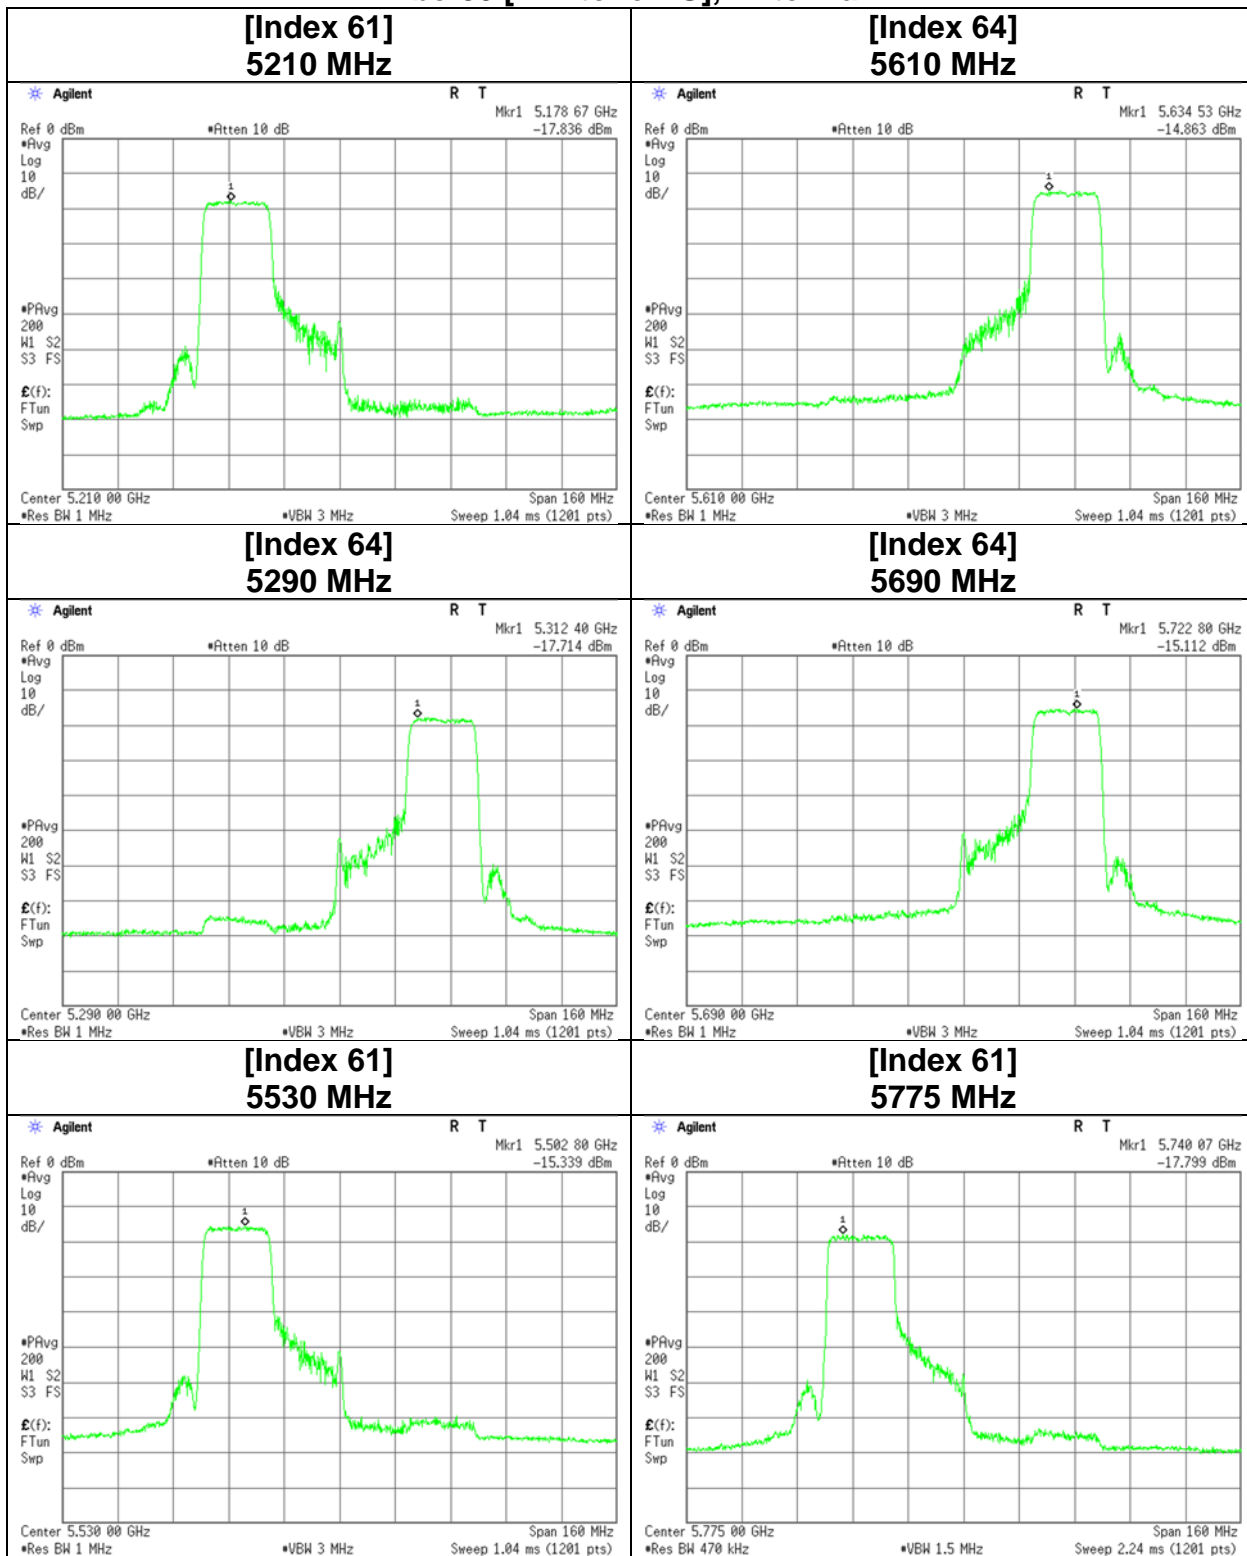 [Index 61]
5210 MHz
Agilent
R T
Mkr1 5.178 67 GHz
Ref 0 dBm
*Atten 10 dB
-17.836 dBm
*Avg
Log
10
dB/
1
*PAvg
200
W1 S2
S3 FS
£(f):
FTun
Swp
Center 5.210 00 GHz
Span 160 MHz
*Res BW 1 MHz
*VBW 3 MHz
Sweep 1.04 ms (1201 pts)
[Index 64]
5610 MHz
Agilent
R T
Mkr1 5.634 53 GHz
Ref 0 dBm
*Atten 10 dB
-14.863 dBm
*Avg
Log
10
dB/
1
*PAvg
200
W1 S2
S3 FS
£(f):
FTun
Swp
Center 5.610 00 GHz
Span 160 MHz
*Res BW 1 MHz
*VBW 3 MHz
Sweep 1.04 ms (1201 pts)
[Index 64]
5290 MHz
Agilent
R T
Mkr1 5.312 40 GHz
Ref 0 dBm
*Atten 10 dB
-17.714 dBm
*Avg
Log
10
dB/
1
*PAvg
200
W1 S2
S3 FS
£(f):
FTun
Swp
Center 5.290 00 GHz
Span 160 MHz
*Res BW 1 MHz
*VBW 3 MHz
Sweep 1.04 ms (1201 pts)
[Index 64]
5690 MHz
Agilent
R T
Mkr1 5.722 80 GHz
Ref 0 dBm
*Atten 10 dB
-15.112 dBm
*Avg
Log
10
dB/
1
*PAvg
200
W1 S2
S3 FS
£(f):
FTun
Swp
Center 5.690 00 GHz
Span 160 MHz
*Res BW 1 MHz
*VBW 3 MHz
Sweep 1.04 ms (1201 pts)
[Index 61]
5530 MHz
Agilent
R T
Mkr1 5.502 80 GHz
Ref 0 dBm
*Atten 10 dB
-15.339 dBm
*Avg
Log
10
dB/
1
*PAvg
200
W1 S2
S3 FS
£(f):
FTun
Swp
Center 5.530 00 GHz
Span 160 MHz
*Res BW 1 MHz
*VBW 3 MHz
Sweep 1.04 ms (1201 pts)
[Index 61]
5775 MHz
Agilent
R T
Mkr1 5.740 07 GHz
Ref 0 dBm
*Atten 10 dB
-17.799 dBm
*Avg
Log
10
dB/
1
*PAvg
200
W1 S2
S3 FS
£(f):
FTun
Swp
Center 5.775 00 GHz
Span 160 MHz
*Res BW 470 kHz
*VBW 1.5 MHz
Sweep 2.24 ms (1201 pts)